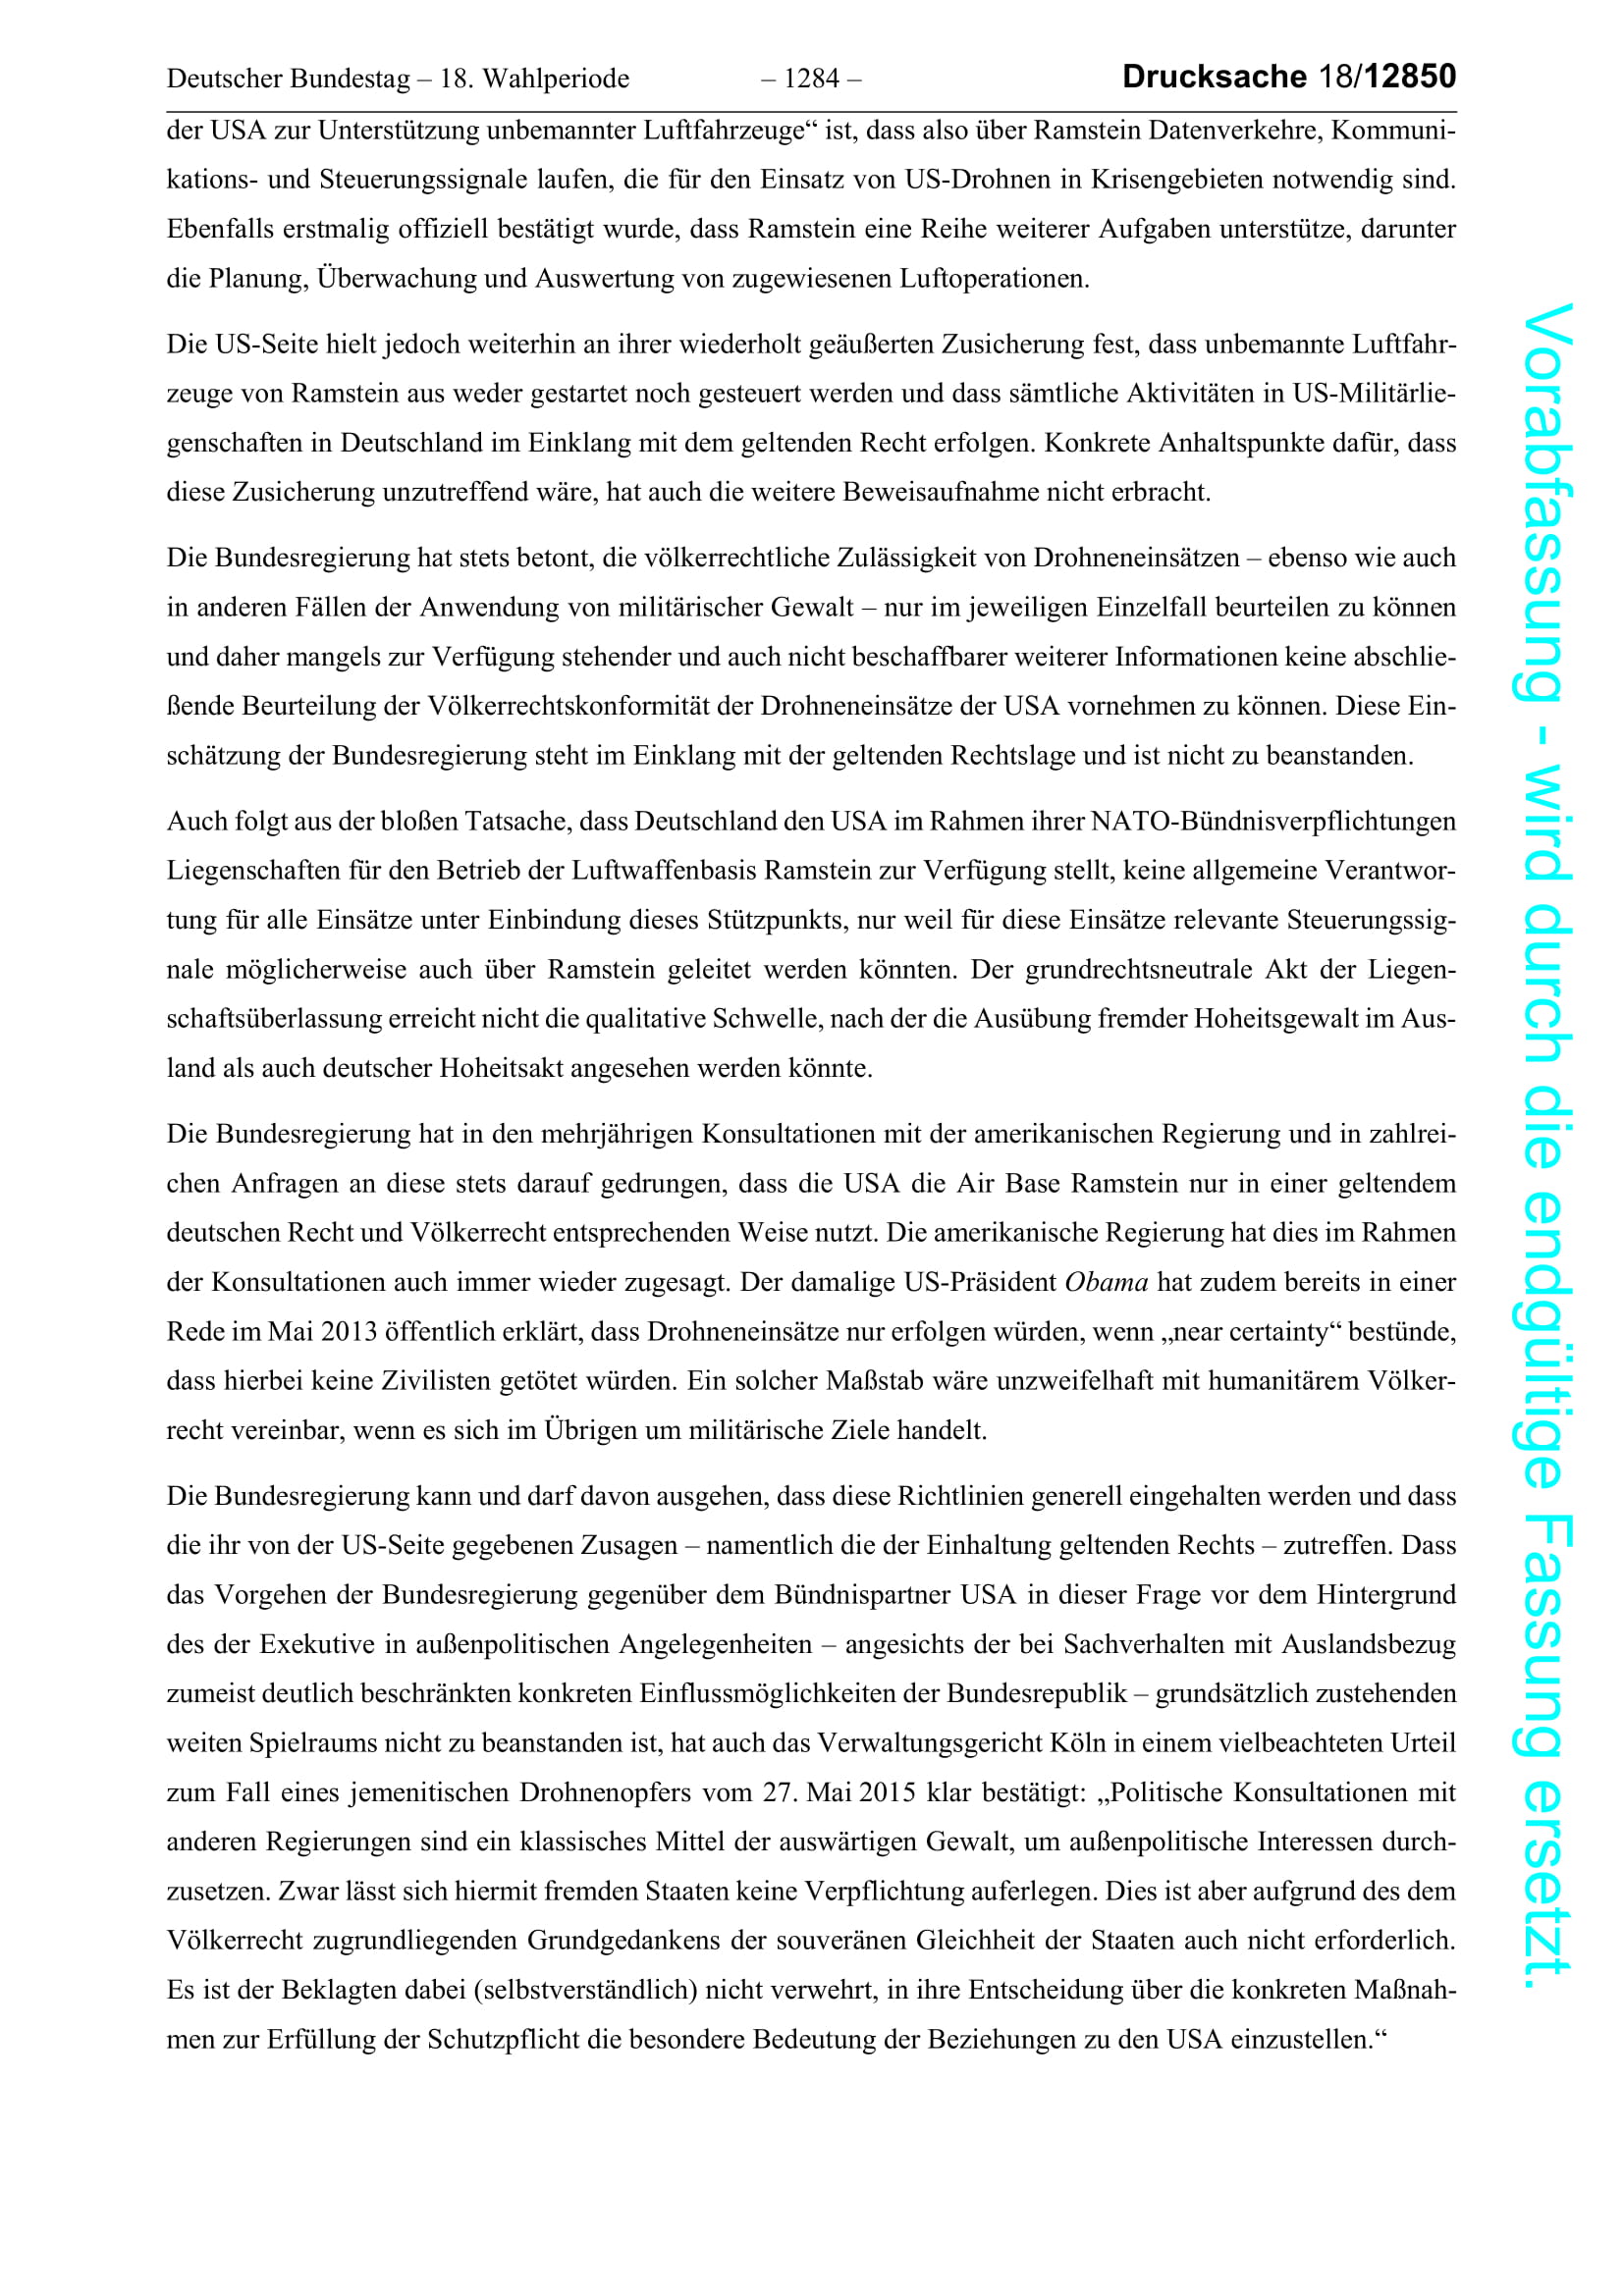 Deutscher Bundestag – 18. Wahlperiode – 1284 – Drucksache 18/12850
der USA zur Unterstützung unbemannter Luftfahrzeuge“ ist, dass also über Ramstein Datenverkehre, Kommuni-
kations- und Steuerungssignale laufen, die für den Einsatz von US-Drohnen in Krisengebieten notwendig sind.
Ebenfalls erstmalig offiziell bestätigt wurde, dass Ramstein eine Reihe weiterer Aufgaben unterstütze, darunter
die Planung, Überwachung und Auswertung von zugewiesenen Luftoperationen.
Die US-Seite hielt jedoch weiterhin an ihrer wiederholt geäußerten Zusicherung fest, dass unbemannte Luftfahr-
zeuge von Ramstein aus weder gestartet noch gesteuert werden und dass sämtliche Aktivitäten in US-Militärlie-
genschaften in Deutschland im Einklang mit dem geltenden Recht erfolgen. Konkrete Anhaltspunkte dafür, dass
diese Zusicherung unzutreffend wäre, hat auch die weitere Beweisaufnahme nicht erbracht.
Die Bundesregierung hat stets betont, die völkerrechtliche Zulässigkeit von Drohneneinsätzen – ebenso wie auch
in anderen Fällen der Anwendung von militärischer Gewalt – nur im jeweiligen Einzelfall beurteilen zu können
und daher mangels zur Verfügung stehender und auch nicht beschaffbarer weiterer Informationen keine abschlie-
ßende Beurteilung der Völkerrechtskonformität der Drohneneinsätze der USA vornehmen zu können. Diese Ein-
schätzung der Bundesregierung steht im Einklang mit der geltenden Rechtslage und ist nicht zu beanstanden.
Auch folgt aus der bloßen Tatsache, dass Deutschland den USA im Rahmen ihrer NATO-Bündnisverpflichtungen
Liegenschaften für den Betrieb der Luftwaffenbasis Ramstein zur Verfügung stellt, keine allgemeine Verantwor-
tung für alle Einsätze unter Einbindung dieses Stützpunkts, nur weil für diese Einsätze relevante Steuerungssig-
nale möglicherweise auch über Ramstein geleitet werden könnten. Der grundrechtsneutrale Akt der Liegen-
schaftsüberlassung erreicht nicht die qualitative Schwelle, nach der die Ausübung fremder Hoheitsgewalt im Aus-
land als auch deutscher Hoheitsakt angesehen werden könnte.
Die Bundesregierung hat in den mehrjährigen Konsultationen mit der amerikanischen Regierung und in zahlrei-
chen Anfragen an diese stets darauf gedrungen, dass die USA die Air Base Ramstein nur in einer geltendem
deutschen Recht und Völkerrecht entsprechenden Weise nutzt. Die amerikanische Regierung hat dies im Rahmen
der Konsultationen auch immer wieder zugesagt. Der damalige US-Präsident Obama hat zudem bereits in einer
Rede im Mai 2013 öffentlich erklärt, dass Drohneneinsätze nur erfolgen würden, wenn „near certainty“ bestünde,
dass hierbei keine Zivilisten getötet würden. Ein solcher Maßstab wäre unzweifelhaft mit humanitärem Völker-
recht vereinbar, wenn es sich im Übrigen um militärische Ziele handelt.
Die Bundesregierung kann und darf davon ausgehen, dass diese Richtlinien generell eingehalten werden und dass
die ihr von der US-Seite gegebenen Zusagen – namentlich die der Einhaltung geltenden Rechts – zutreffen. Dass
das Vorgehen der Bundesregierung gegenüber dem Bündnispartner USA in dieser Frage vor dem Hintergrund
des der Exekutive in außenpolitischen Angelegenheiten – angesichts der bei Sachverhalten mit Auslandsbezug
zumeist deutlich beschränkten konkreten Einflussmöglichkeiten der Bundesrepublik – grundsätzlich zustehenden
weiten Spielraums nicht zu beanstanden ist, hat auch das Verwaltungsgericht Köln in einem vielbeachteten Urteil
zum Fall eines jemenitischen Drohnenopfers vom 27. Mai 2015 klar bestätigt: „Politische Konsultationen mit
anderen Regierungen sind ein klassisches Mittel der auswärtigen Gewalt, um außenpolitische Interessen durch-
zusetzen. Zwar lässt sich hiermit fremden Staaten keine Verpflichtung auferlegen. Dies ist aber aufgrund des dem
Völkerrecht zugrundliegenden Grundgedankens der souveränen Gleichheit der Staaten auch nicht erforderlich.
Es ist der Beklagten dabei (selbstverständlich) nicht verwehrt, in ihre Entscheidung über die konkreten Maßnah-
men zur Erfüllung der Schutzpflicht die besondere Bedeutung der Beziehungen zu den USA einzustellen.“
Vorabfassung - wird durch die endgültige Fassung ersetzt.